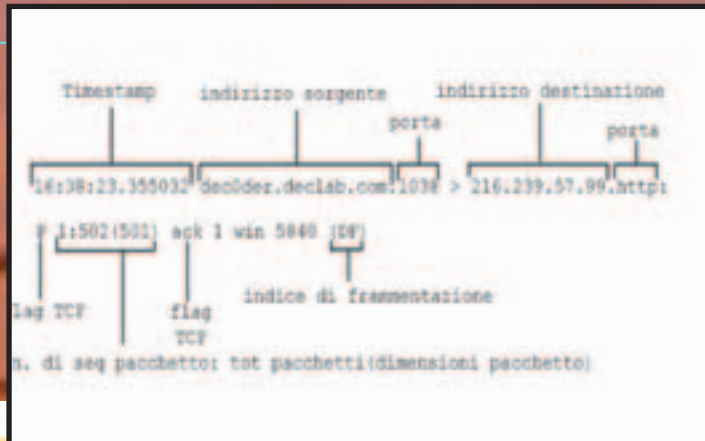 Timestamp indirizzo sorgente indirizzo destinazione
porta porta
16:38:23.355032 dec0der.declab.com.1038 > 216.239.57.99.http:
P 1:502(501) ack 1 win 5840 (DF)
indice di frammentazione
lag TCP flag
TCP
n. di seq pacchetto: tot pacchetti(dimensioni pacchetto)